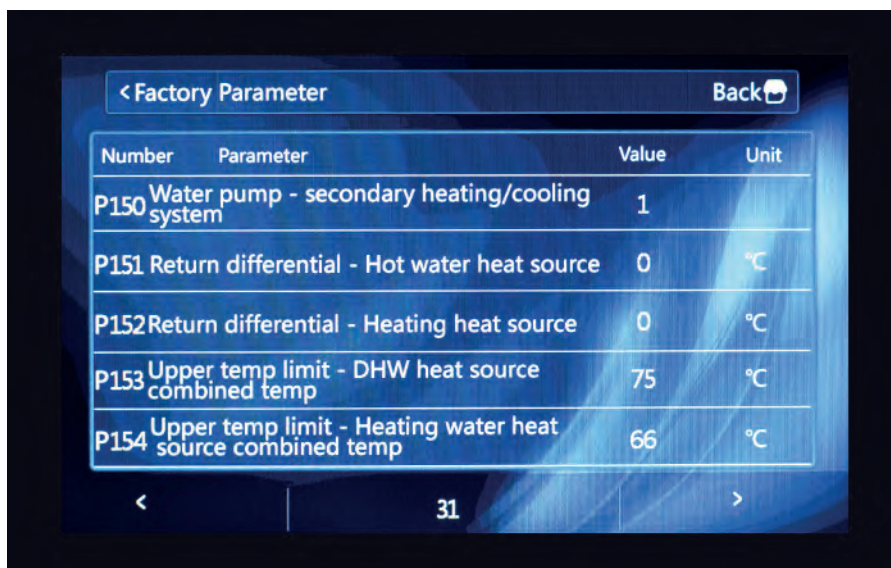 <Factory Parameter Back
Number Parameter Value Unit
P150 Water pump - secondary heating/cooling
system 1
P151 Return differential - Hot water heat source 0 °C
P152 Return differential - Heating heat source 0 °C
P153 Upper temp limit - DHW heat source
combined temp 75 °C
P154 Upper temp limit - Heating water heat
source combined temp 66 °C
< 31 >